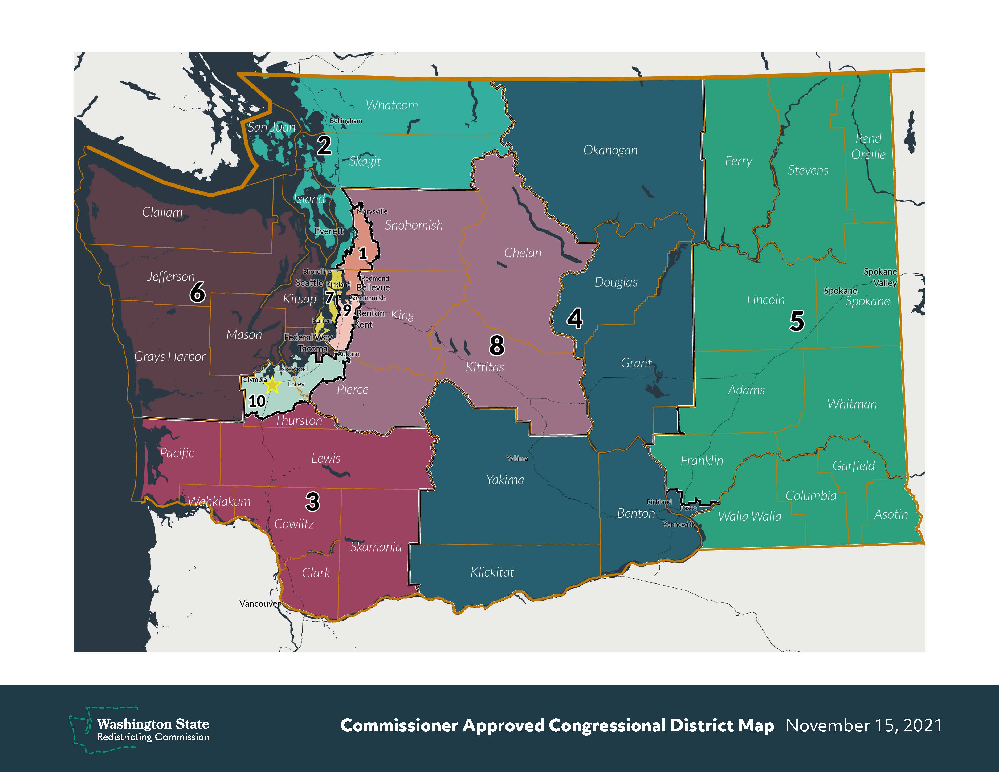 Whatcom
Bellingham
San Juan
2
Skagit
Okanogan
Pend
Oreille
Ferry
Stevens
Island
Clallam
Marysville
Snohomish
Everett
1
Chelan
Jefferson
6
Shoreline
Seattle
Kirkland
Redmond
Bellevue
Douglas
Spokane
Valley
Spokane
Spokane
Kitsap
7
Sammamish
Lincoln
9
Renton
King
4
5
Burien
Kent
Mason
Federal Way
Tacoma
8
Auburn
Grays Harbor
Kittitas
Grant
Lakewood
Olympia
Lacey
Pierce
Adams
10
Whitman
Thurston
Pacific
Lewis
Yakima
Franklin
Garfield
Yakima
Wahkiakum
3
Richland
Pasco
Columbia
Cowlitz
Benton
Kennewick
Walla Walla
Asotin
Skamania
Clark
Klickitat
Vancouver
Washington State
Redistricting Commission
Commissioner Approved Congressional District Map November 15, 2021